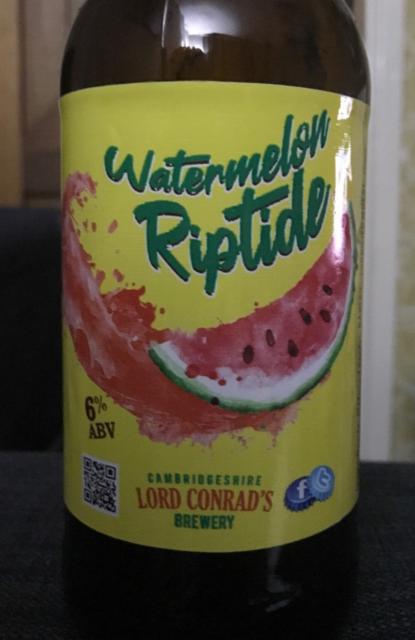 Watermelon
Riptide
6%
ABV
CAMBRIDGESHIRE
LORD CONRAD'S
BREWERY